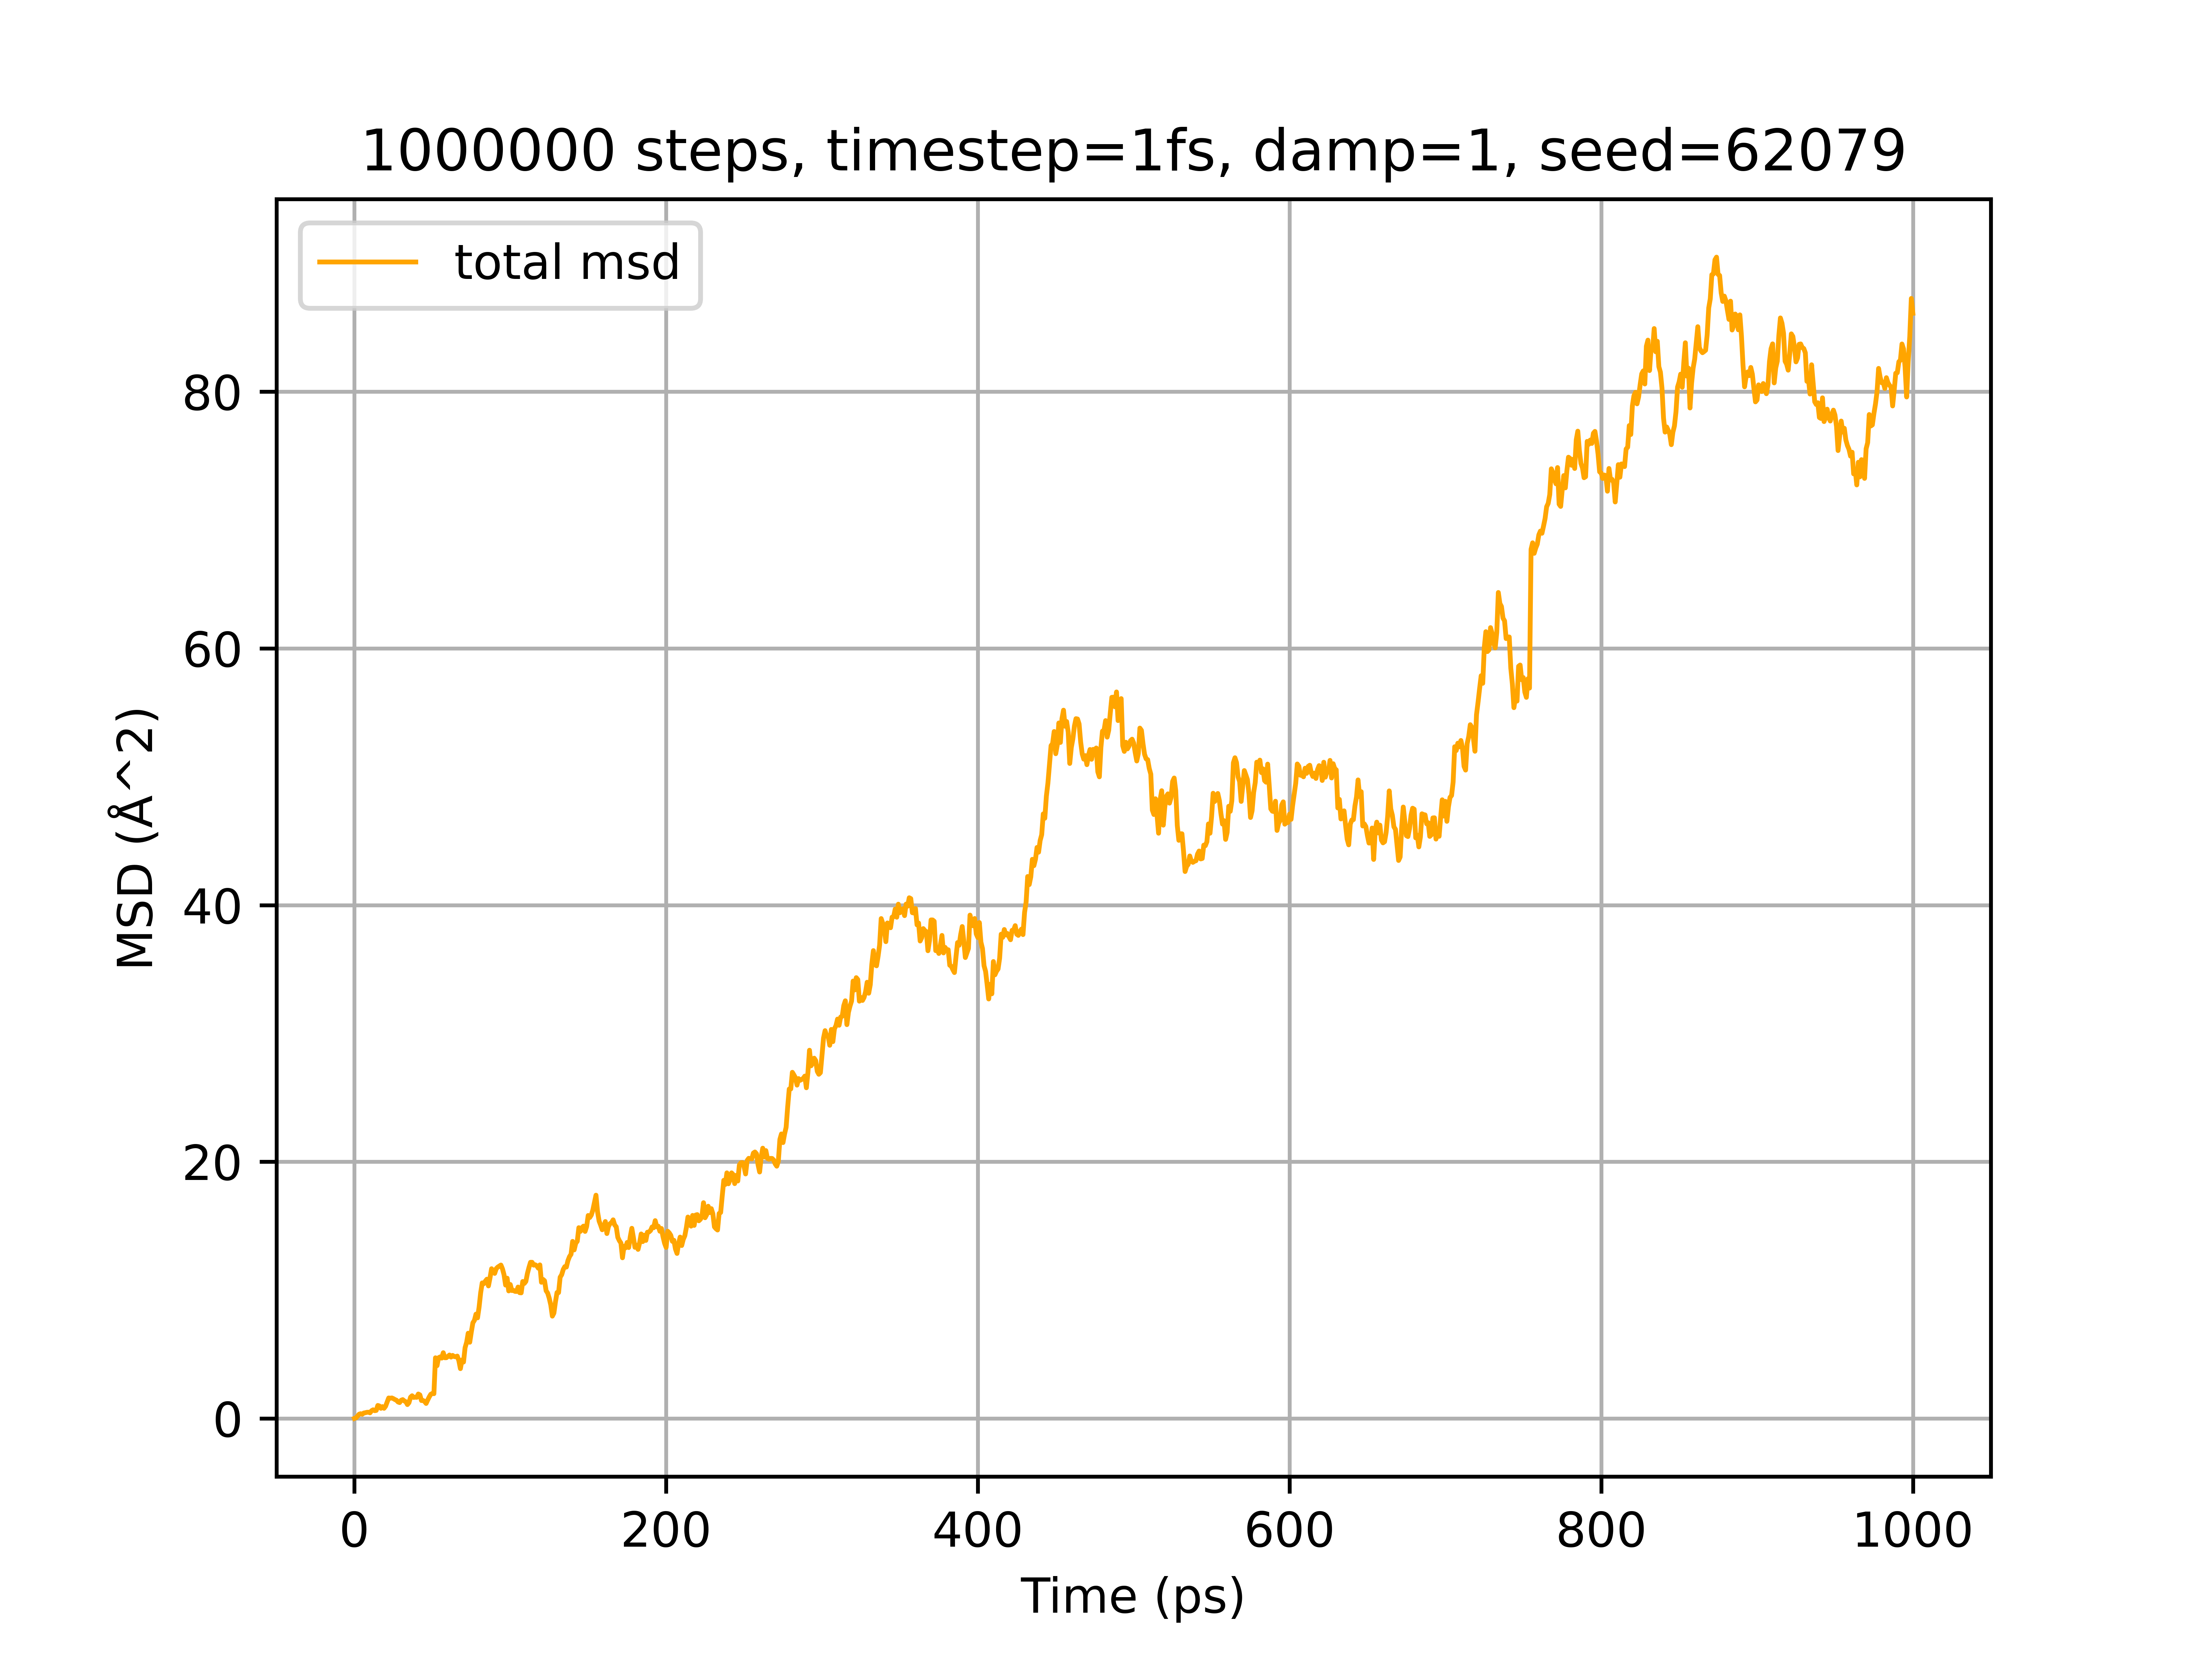 1000000 steps, timestep=1fs, damp=1, seed=62079
total msd
MSD (Å^2)
80
60
40
20
0
0 200 400 600 800 1000
Time (ps)